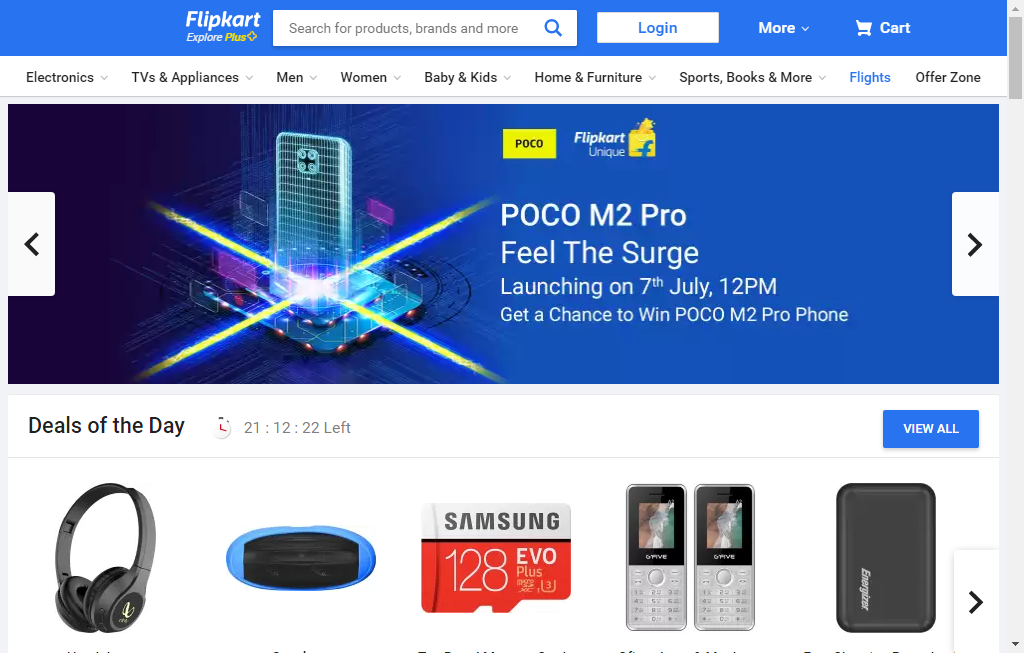 Flipkart
Explore Plus
Search for products, brands and more
Login
More
Cart
Electronics
TVs & Appliances
Men
Women
Baby & Kids
Home & Furniture
Sports, Books & More
Flights
Offer Zone
POCO
Flipkart
Unique
POCO M2 Pro
Feel The Surge
Launching on 7th July, 12PM
Get a Chance to Win POCO M2 Pro Phone
Deals of the Day
21 : 12 : 22 Left
VIEW ALL
SAMSUNG
128 EVO
Plus
G'FIVE
G'FIVE
Energizer